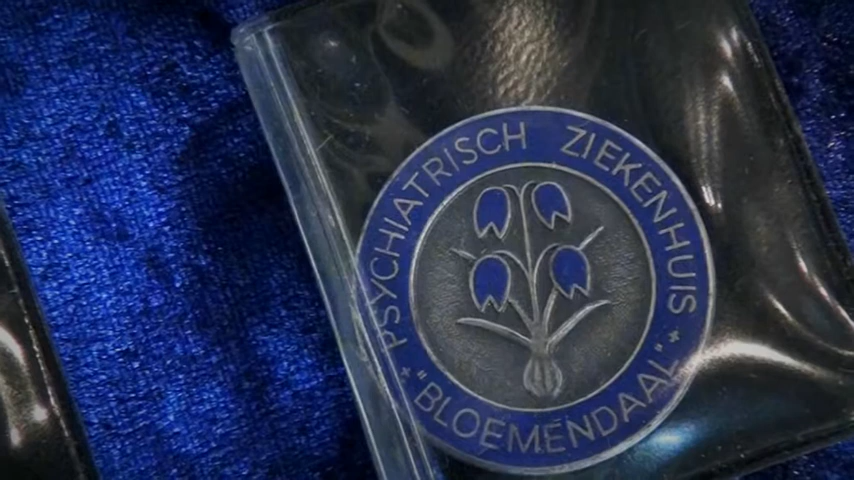 PSYCHIATRISCH ZIEKENHUIS
* "BLOEMENDAAL" *